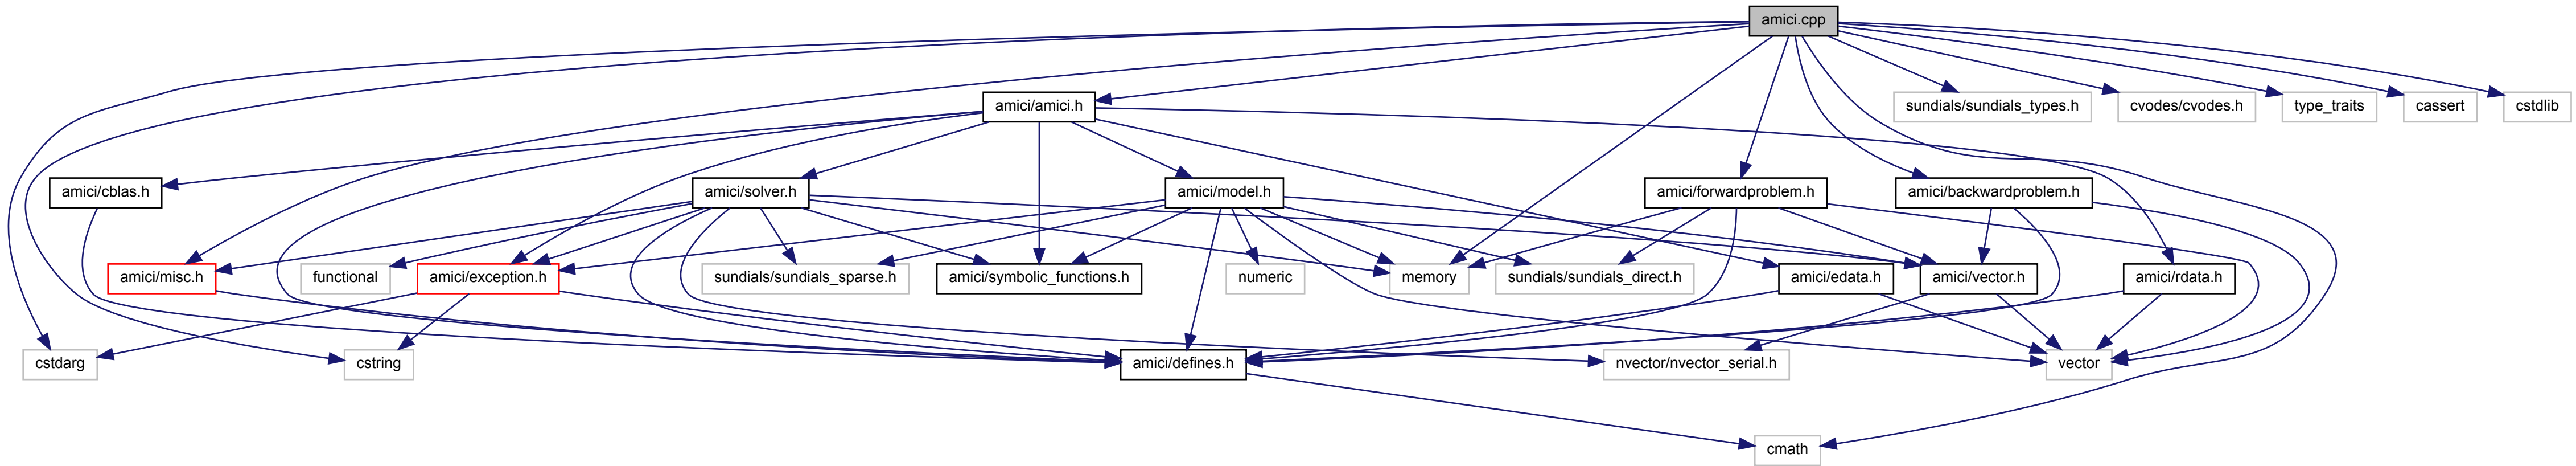 amici.cpp
amici/amici.h
sundials/sundials_types.h
cvodes/cvodes.h
type_traits
cassert
cstdlib
amici/cblas.h
amici/solver.h
amici/model.h
amici/forwardproblem.h
amici/backwardproblem.h
amici/misc.h
functional
amici/exception.h
sundials/sundials_sparse.h
amici/symbolic_functions.h
numeric
memory
sundials/sundials_direct.h
amici/edata.h
amici/vector.h
amici/rdata.h
cstdarg
cstring
amici/defines.h
nvector/nvector_serial.h
vector
cmath